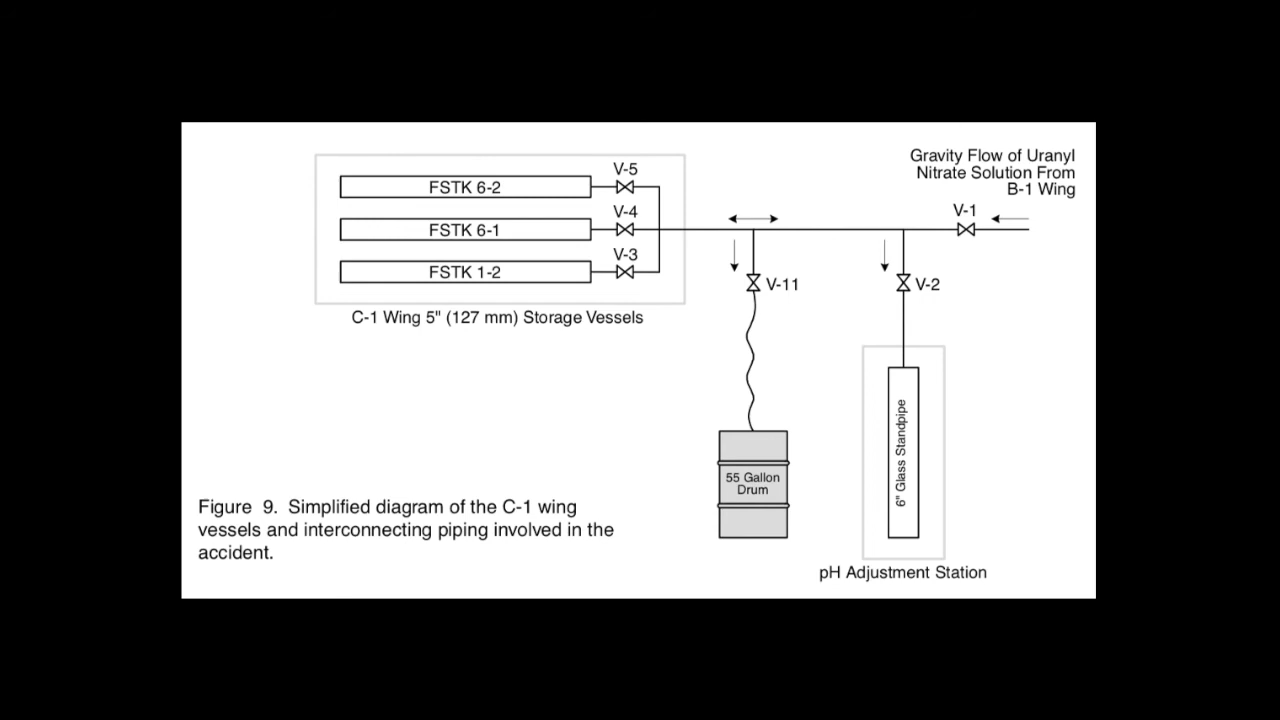 Gravity Flow of Uranyl
Nitrate Solution From
B-1 Wing
V-5
FSTK 6-2
V-4
V-1
FSTK 6-1
V-3
FSTK 1-2
V-11
V-2
C-1 Wing 5" (127 mm) Storage Vessels
6" Glass Standpipe
55 Gallon
Drum
Figure 9. Simplified diagram of the C-1 wing
vessels and interconnecting piping involved in the
accident.
pH Adjustment Station